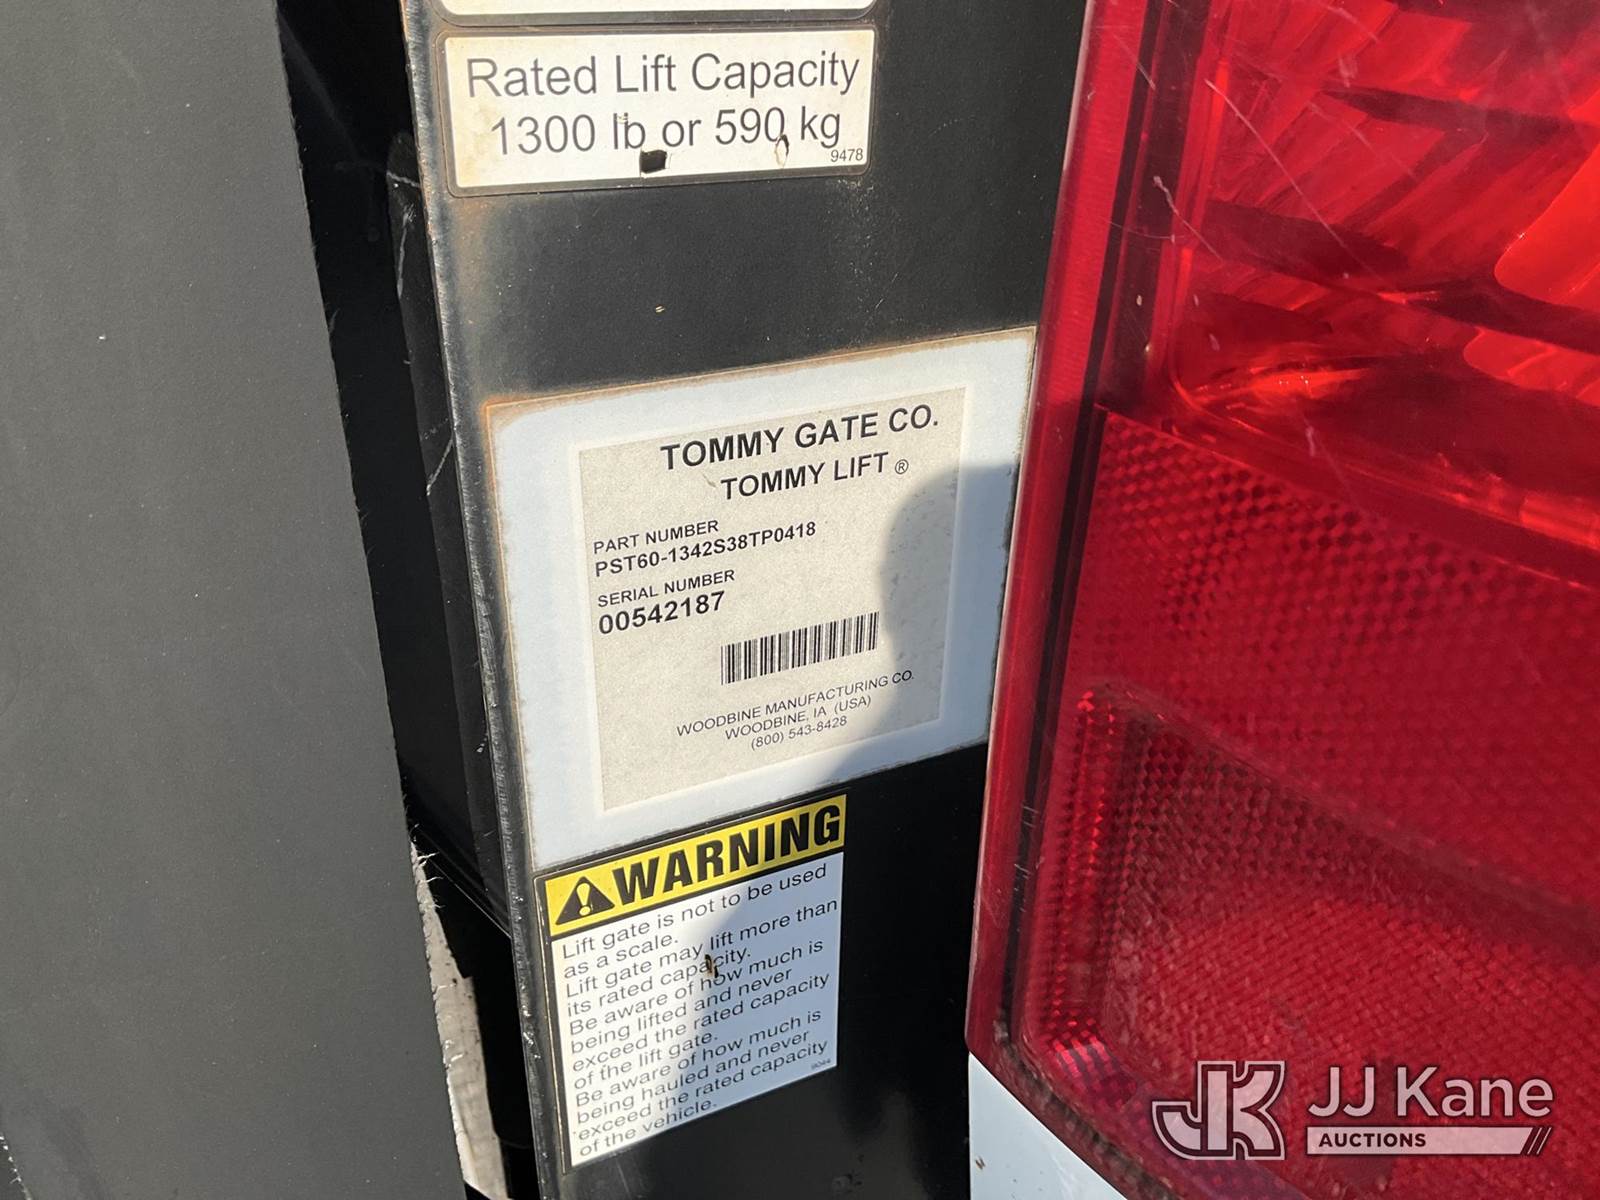 Rated Lift Capacity
1300 lb or 590 kg
9478
TOMMY GATE CO.
TOMMY LIFT ®
PART NUMBER
PST60-1342S38TP0418
SERIAL NUMBER
00542187
WOODBINE MANUFACTURING CO.
WOODBINE, IA (USA)
(800) 543-8428
WARNING
Lift gate is not to be used
as a scale.
Lift gate may lift more than
its rated capacity.
Be aware of how much is
being lifted and never
exceed the rated capacity
of the lift gate.
Be aware of how much is
being hauled and never
exceed the rated capacity
of the vehicle.
9044
JK JJ Kane
AUCTIONS